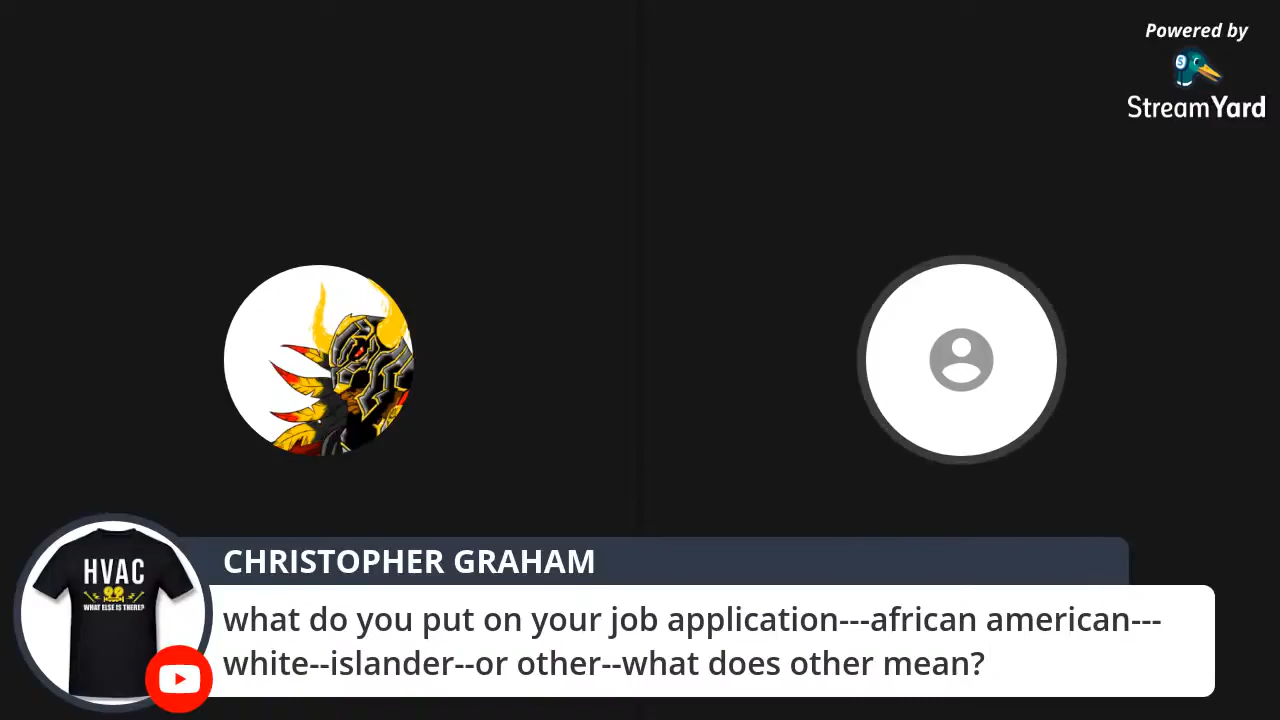 Powered by
StreamYard
CHRISTOPHER GRAHAM
what do you put on your job application---african american---
white--islander--or other--what does other mean?
HVAC
WHAT ELSE IS THERE?
S